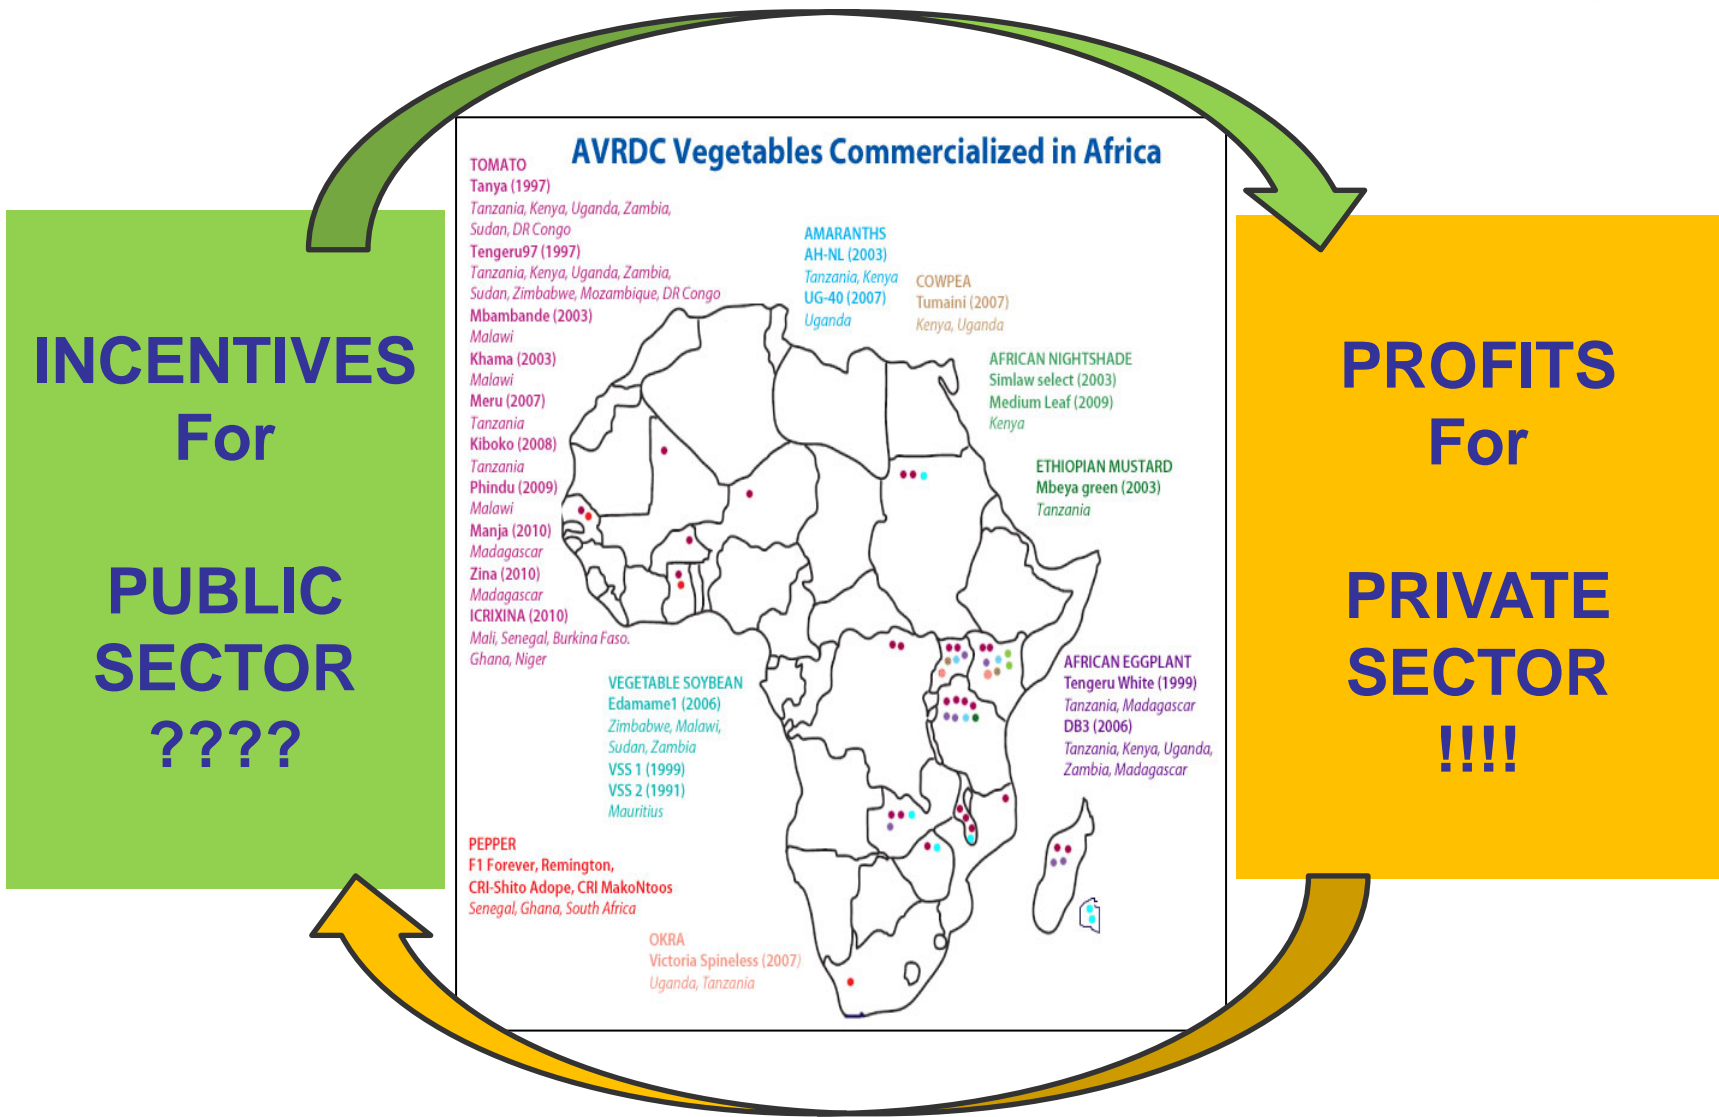 INCENTIVES
For
PUBLIC
SECTOR
????
AVRDC Vegetables Commercialized in Africa
TOMATO
Tanya (1997)
Tanzania, Kenya, Uganda, Zambia,
Sudan, DR Congo
Tengeru97 (1997)
Tanzania, Kenya, Uganda, Zambia,
Sudan, Zimbabwe, Mozambique, DR Congo
Mbambande (2003)
Malawi
Khama (2003)
Malawi
Meru (2007)
Tanzania
Kiboko (2008)
Tanzania
Phindu (2009)
Malawi
Manja (2010)
Madagascar
Zina (2010)
Madagascar
ICRIXINA (2010)
Mali, Senegal, Burkina Faso.
Ghana, Niger
AMARANTHS
AH-NL (2003)
Tanzania, Kenya
UG-40 (2007)
Uganda
COWPEA
Tumaini (2007)
Kenya, Uganda
AFRICAN NIGHTSHADE
Simlaw select (2003)
Medium Leaf (2009)
Kenya
ETHIOPIAN MUSTARD
Mbeya green (2003)
Tanzania
AFRICAN EGGPLANT
Tengeru White (1999)
Tanzania, Madagascar
DB3 (2006)
Tanzania, Kenya, Uganda,
Zambia, Madagascar
VEGETABLE SOYBEAN
Edamame1 (2006)
Zimbabwe, Malawi,
Sudan, Zambia
VSS 1 (1999)
VSS 2 (1991)
Mauritius
PEPPER
F1 Forever, Remington,
CRI-Shito Adope, CRI MakoNtoos
Senegal, Ghana, South Africa
OKRA
Victoria Spineless (2007)
Uganda, Tanzania
PROFITS
For
PRIVATE
SECTOR
!!!!